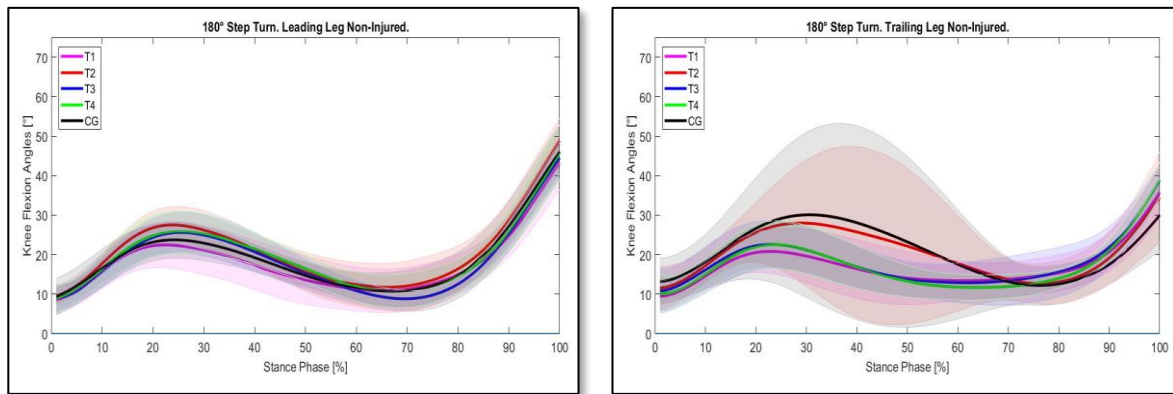 180° Step Turn. Leading Leg Non-Injured.
Knee Flexion Angles [°]
70
60
50
40
30
20
10
0
T1
T2
T3
T4
CG
0 10 20 30 40 50 60 70 80 90 100
Stance Phase [%]
180° Step Turn. Trailing Leg Non-Injured.
Knee Flexion Angles [°]
70
60
50
40
30
20
10
0
T1
T2
T3
T4
CG
0 10 20 30 40 50 60 70 80 90 100
Stance Phase [%]